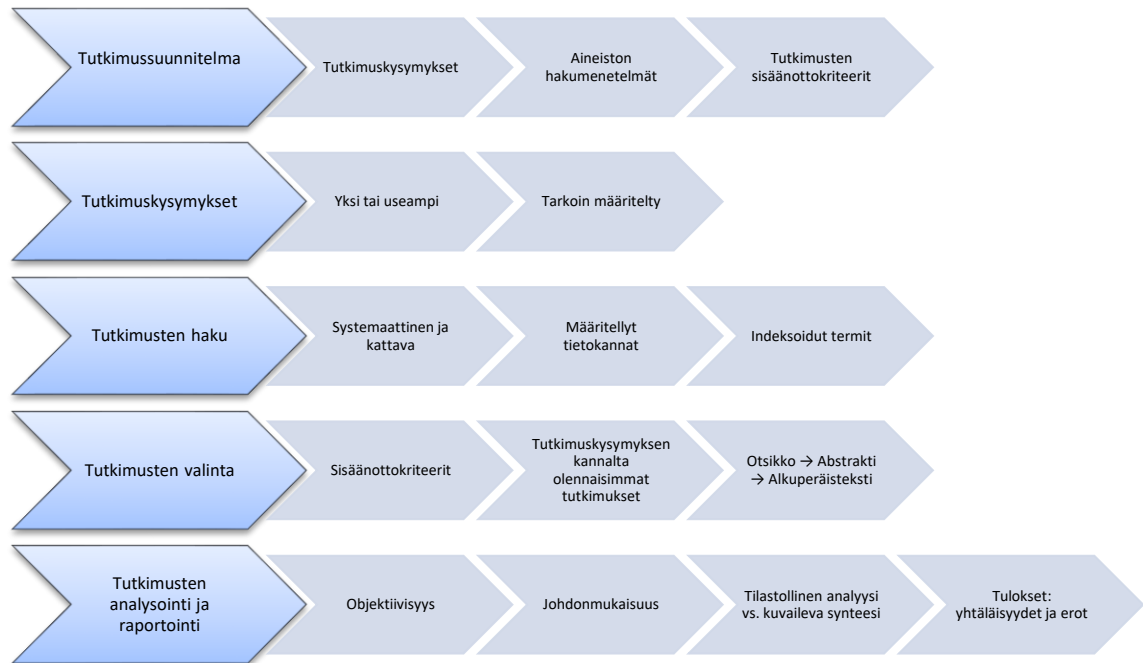 Tutkimussuunnitelma
Tutkimuskysymykset
Aineiston
hakumenetelmät
Tutkimusten
sisäänottokriteerit
Tutkimuskysymykset
Yksi tai useampi
Tarkoin määritelty
Tutkimusten haku
Systemaattinen ja
kattava
Määritellyt
tietokannat
Indeksoidut termit
Tutkimusten valinta
Sisäänottokriteerit
Tutkimuskysymyksen
kannalta
olennaisimmat
tutkimukset
Otsikko → Abstrakti
→ Alkuperäisteksti
Tutkimusten
analysointi ja
raportointi
Objektiivisyys
Johdonmukaisuus
Tilastollinen analyysi
vs. kuvaileva synteesi
Tulokset:
yhtäläisyydet ja erot